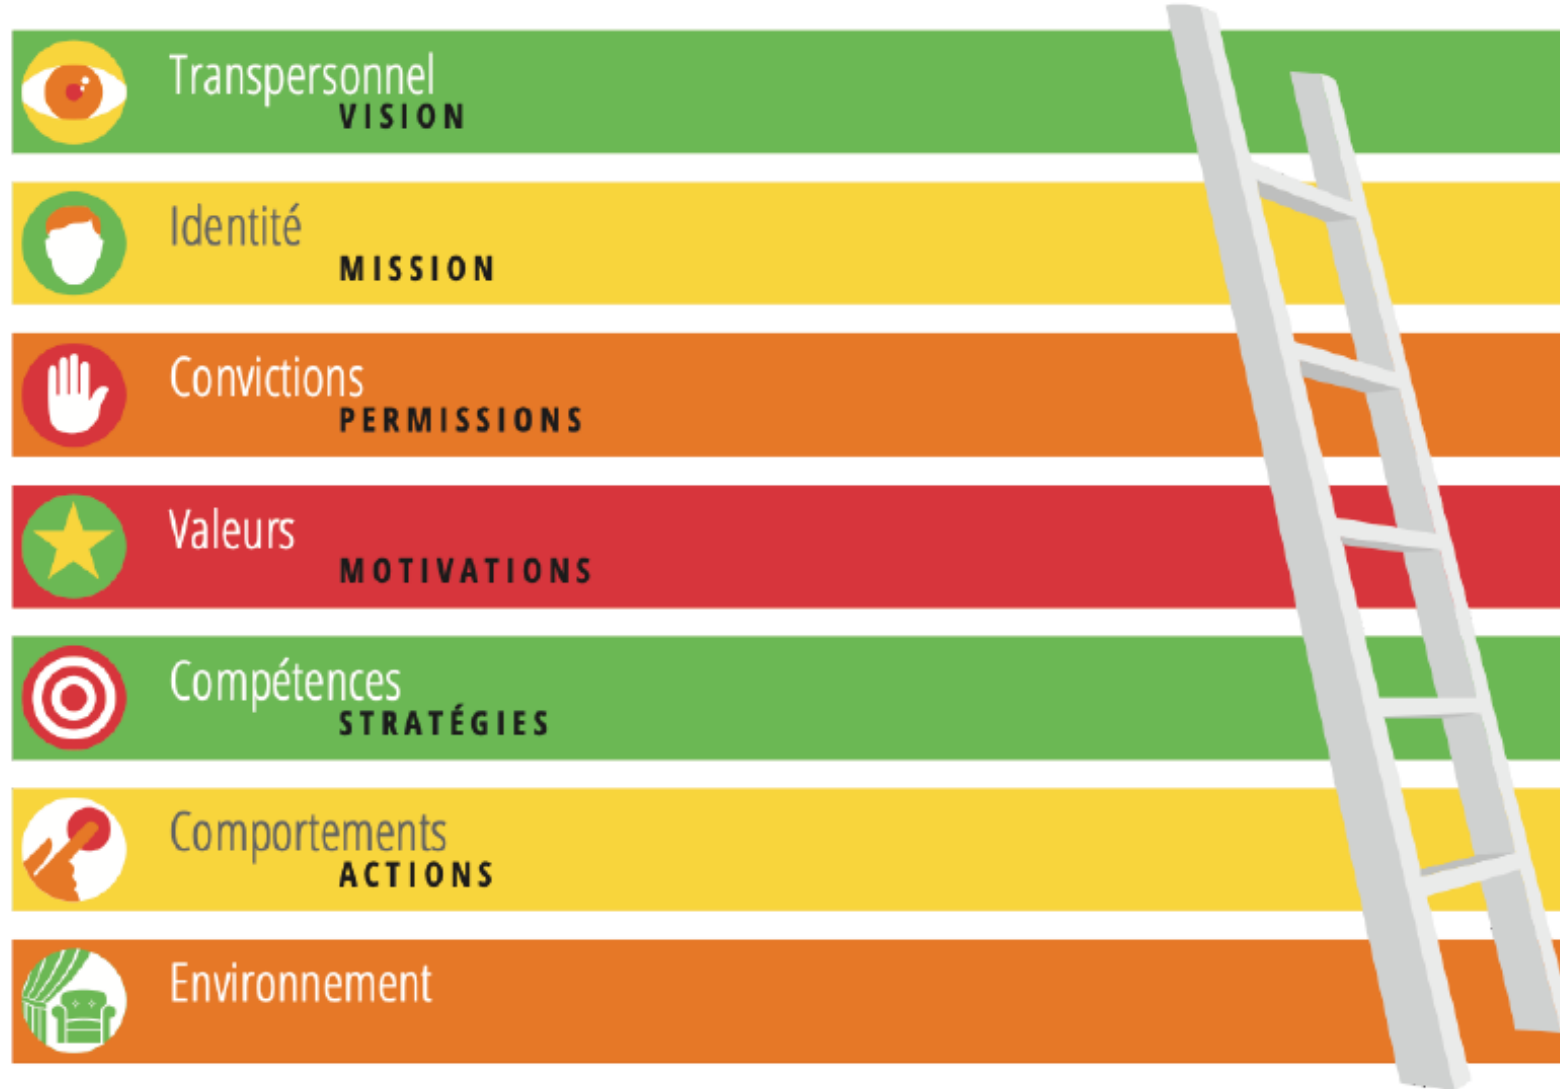 Transpersonnel
VISION
Identité
MISSION
Convictions
PERMISSIONS
Valeurs
MOTIVATIONS
Compétences
STRATÉGIES
Comportements
ACTIONS
Environnement